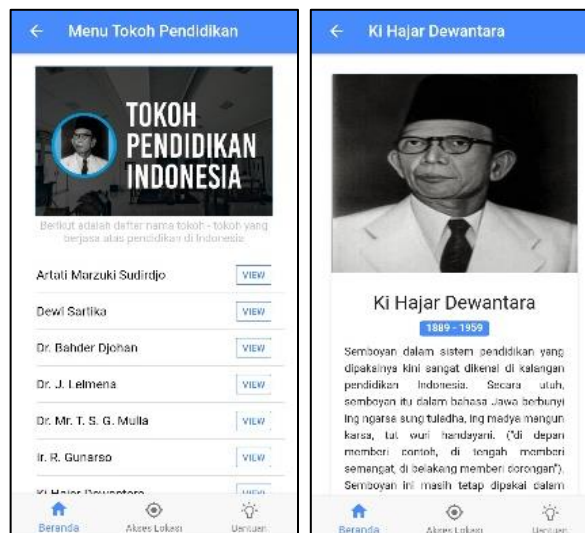 Menu Tokoh Pendidikan
TOKOH
PENDIDIKAN
INDONESIA
Berikut adalah daftar nama tokoh - tokoh yang
berjasa atas pendidikan di Indonesia
Artati Marzuki Sudirdjo
VIEW
Dewi Sartika
VIEW
Dr. Bahder Djohan
VIEW
Dr. J. Leimena
VIEW
Dr. Mr. T. S. G. Mulia
VIEW
Ir. R. Gunarso
VIEW
Ki Hajar Dewantara
VIEW
Beranda
Akses Lokasi
Bantuan
Ki Hajar Dewantara
Ki Hajar Dewantara
1889 - 1959
Semboyan dalam sistem pendidikan yang
dipakainya kini sangat dikenal di kalangan
pendidikan Indonesia. Secara utuh,
semboyan itu dalam bahasa Jawa berbunyi
ing ngarsa sung tuladha, ing madya mangun
karsa, tut wuri handayani. ("di depan
memberi contoh, di tengah memberi
semangat, di belakang memberi dorongan").
Semboyan ini masih tetap dipakai dalam
Beranda
Akses Lokasi
Bantuan